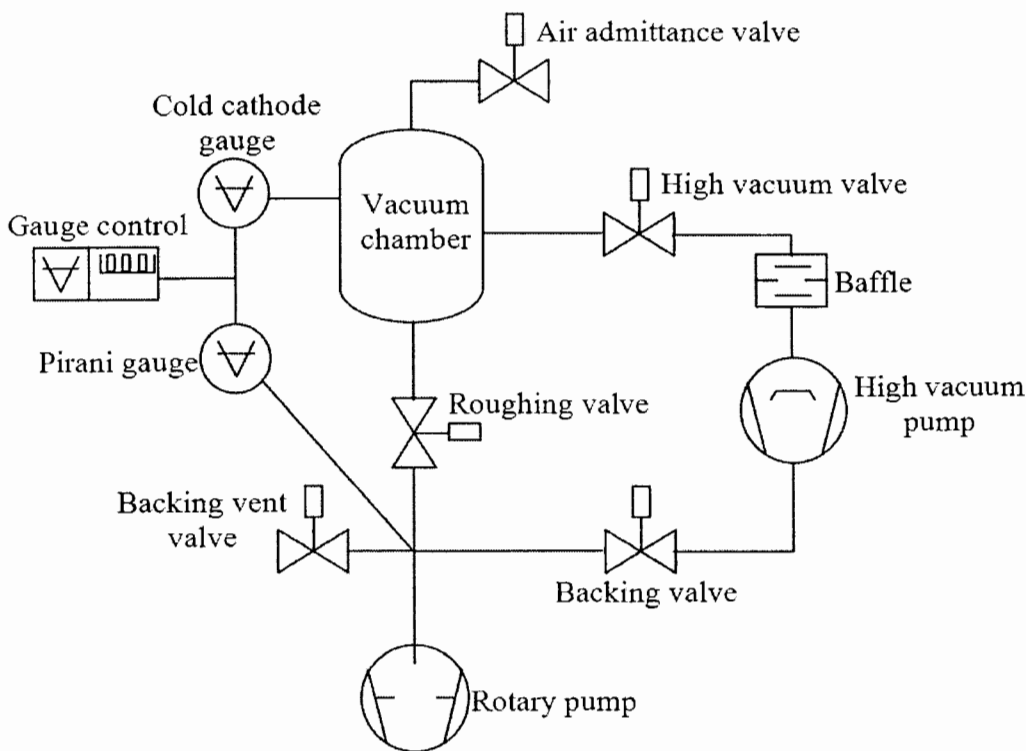 Air admittance valve
Cold cathode
gauge
High vacuum valve
Vacuum
chamber
Gauge control
Baffle
Pirani gauge
High vacuum
pump
Roughing valve
Backing vent
valve
Backing valve
Rotary pump